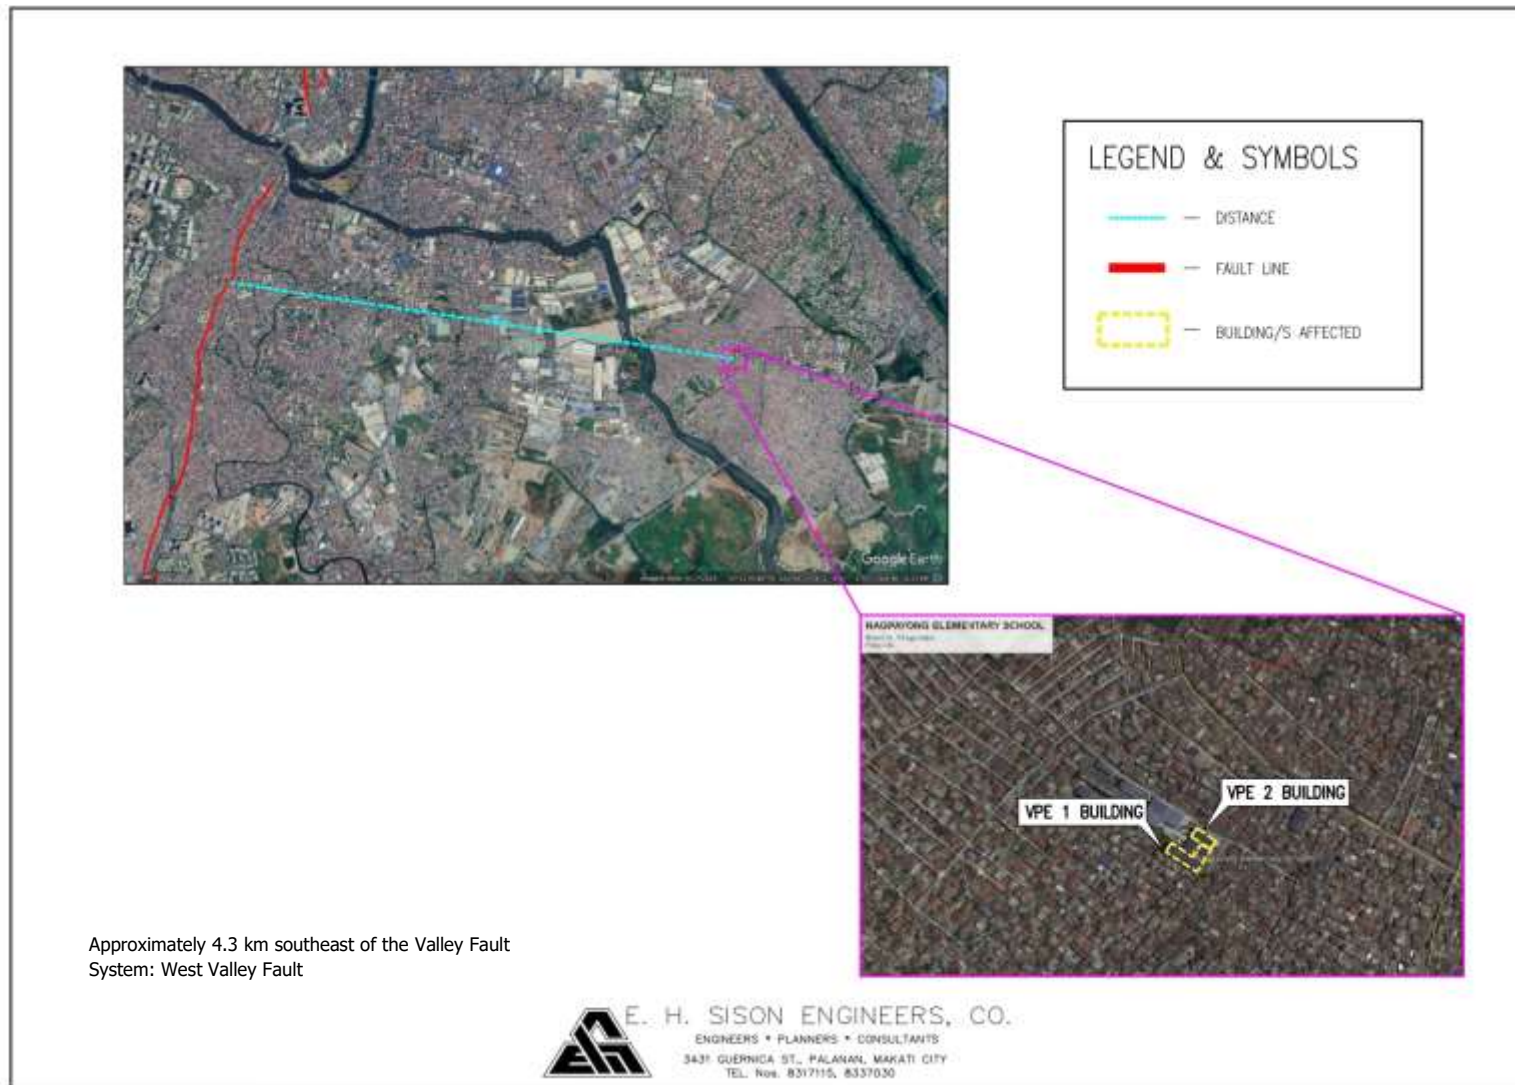 LEGEND & SYMBOLS
— DISTANCE
— FAULT LINE
— BUILDING/S AFFECTED
Google Earth
NAGPAYONG ELEMENTARY SCHOOL
VPE 1 BUILDING
VPE 2 BUILDING
Approximately 4.3 km southeast of the Valley Fault
System: West Valley Fault
E. H. SISON ENGINEERS, CO.
ENGINEERS * PLANNERS * CONSULTANTS
3431 GUERNICA ST., PALANAN, MAKATI CITY
TEL. Nos. 8317115, 8337030